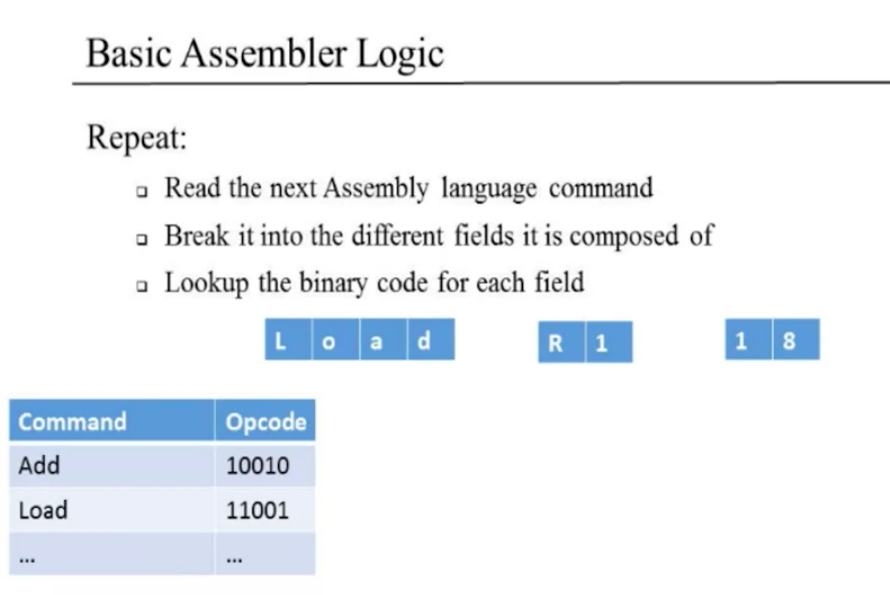 Basic Assembler Logic
Repeat:
Read the next Assembly language command
Break it into the different fields it is composed of
Lookup the binary code for each field
L o a d R 1 1 8
Command Opcode
Add 10010
Load 11001
... ...